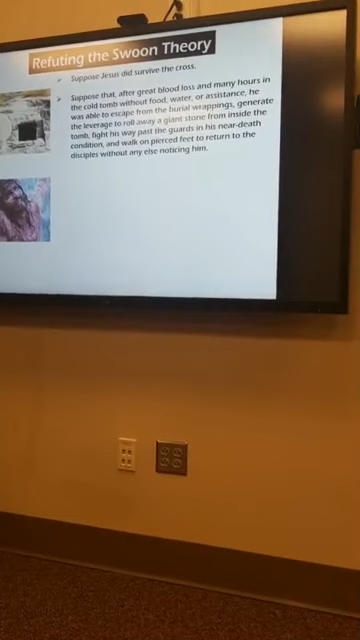 Refuting the Swoon Theory
Suppose Jesus did survive the cross.
Suppose that, after great blood loss and many hours in
the cold tomb without food, water, or assistance, he
was able to escape from the burial wrappings, generate
the leverage to roll away a giant stone from inside the
tomb, fight his way past the guards in his near-death
condition, and walk on pierced feet to return to the
disciples without any else noticing him.